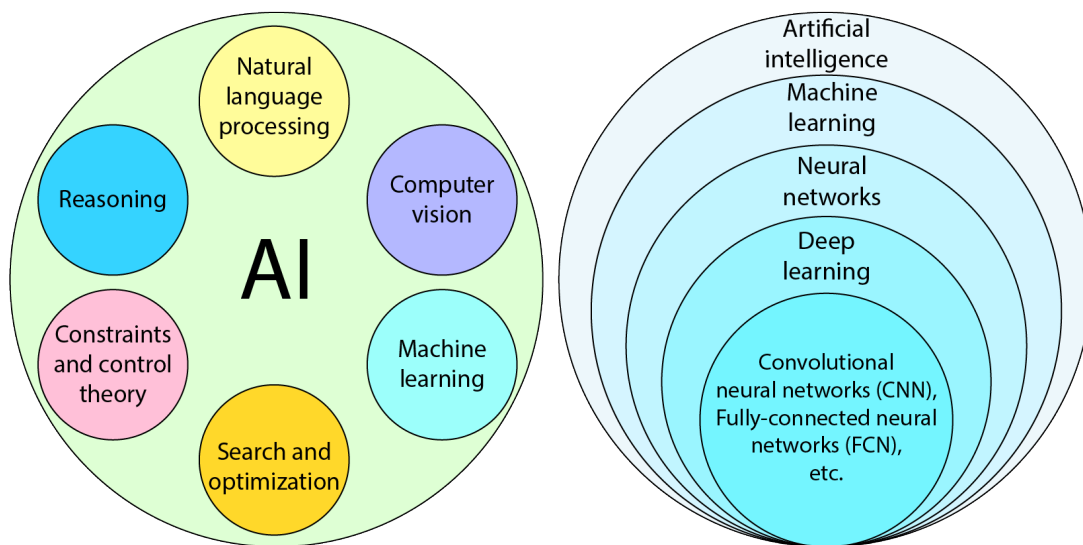 Natural
language
processing
Reasoning
Computer
vision
AI
Constraints
and control
theory
Machine
learning
Search and
optimization
Artificial
intelligence
Machine
learning
Neural
networks
Deep
learning
Convolutional
neural networks (CNN),
Fully-connected neural
networks (FCN),
etc.